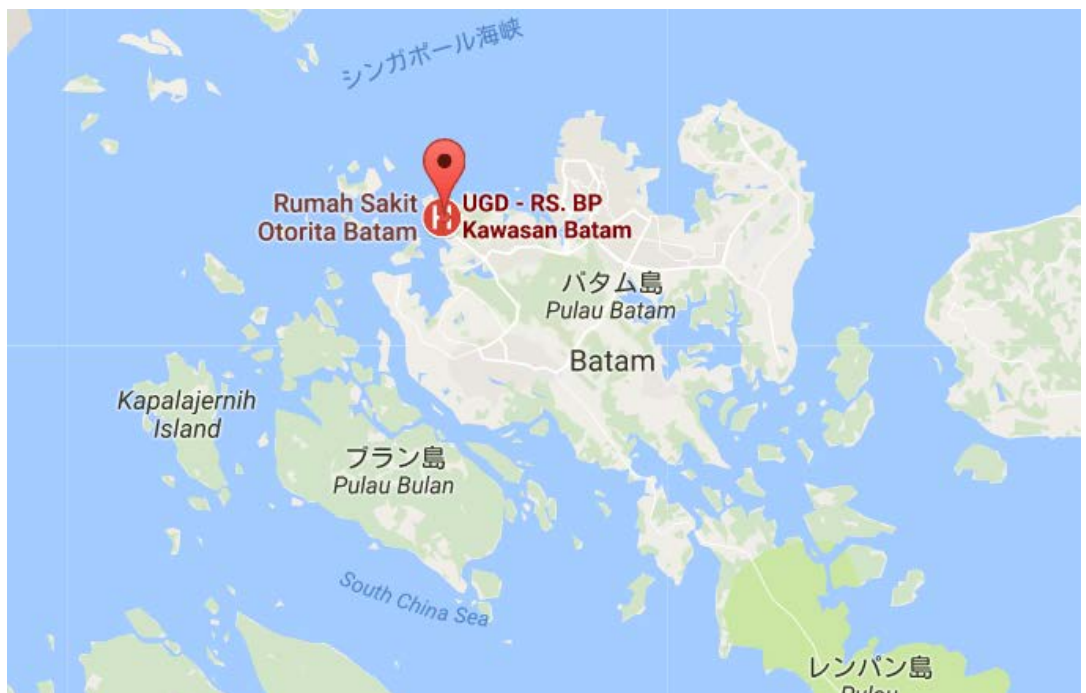 シンガポール海峡
Rumah Sakit
Otorita Batam
UGD - RS. BP
Kawasan Batam
バタム島
Pulau Batam
Batam
Kapalajernih
Island
ブラン島
Pulau Bulan
South China Sea
レンパン島
Pulau